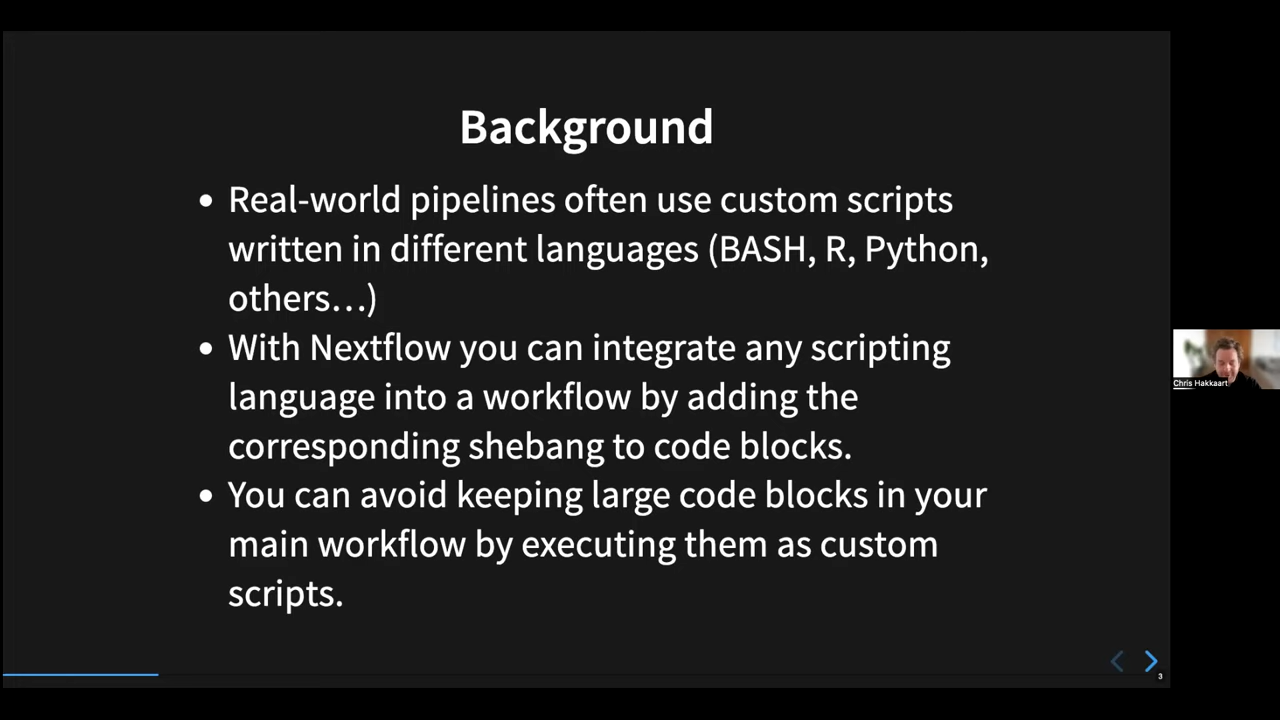 Background
• Real-world pipelines often use custom scripts
written in different languages (BASH, R, Python,
others…)
• With Nextflow you can integrate any scripting
language into a workflow by adding the
corresponding shebang to code blocks.
• You can avoid keeping large code blocks in your
main workflow by executing them as custom
scripts.
Chris Hakkaart
3